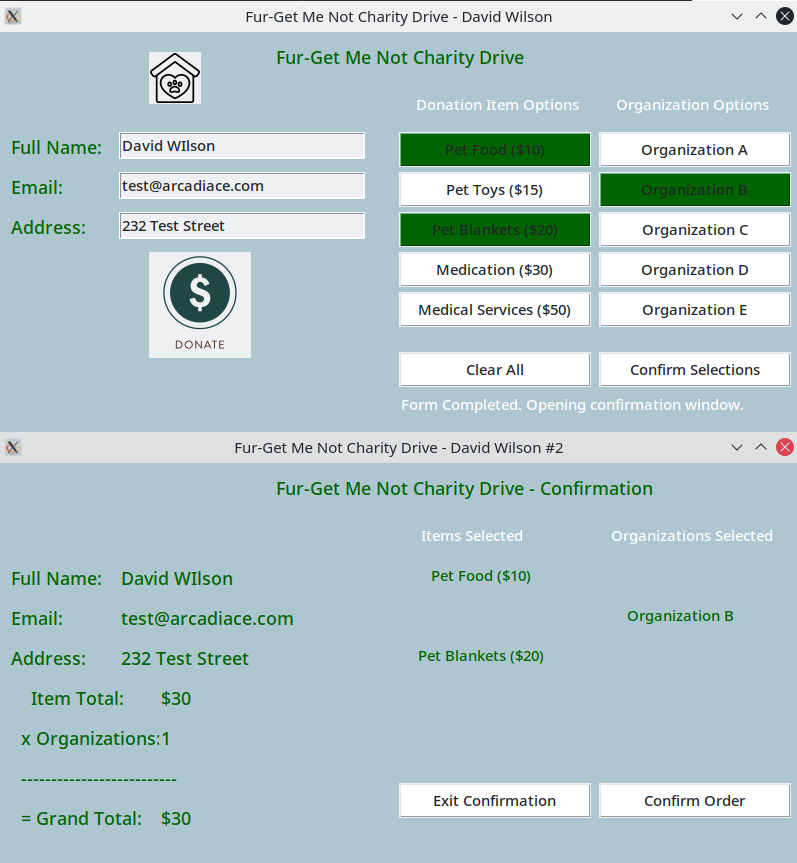 Fur-Get Me Not Charity Drive - David Wilson
Fur-Get Me Not Charity Drive
Donation Item Options Organization Options
Full Name: David WIlson Pet Food ($10) Organization A
Email: test@arcadiace.com Pet Toys ($15) Organization B
Address: 232 Test Street Pet Blankets ($20) Organization C
$ Medication ($30) Organization D
Medical Services ($50) Organization E
DONATE
Clear All Confirm Selections
Form Completed. Opening confirmation window.
Fur-Get Me Not Charity Drive - David Wilson #2
Fur-Get Me Not Charity Drive - Confirmation
Items Selected Organizations Selected
Full Name: David WIlson Pet Food ($10)
Email: test@arcadiace.com Organization B
Address: 232 Test Street Pet Blankets ($20)
Item Total: $30
x Organizations: 1
--------------------------
= Grand Total: $30
Exit Confirmation Confirm Order